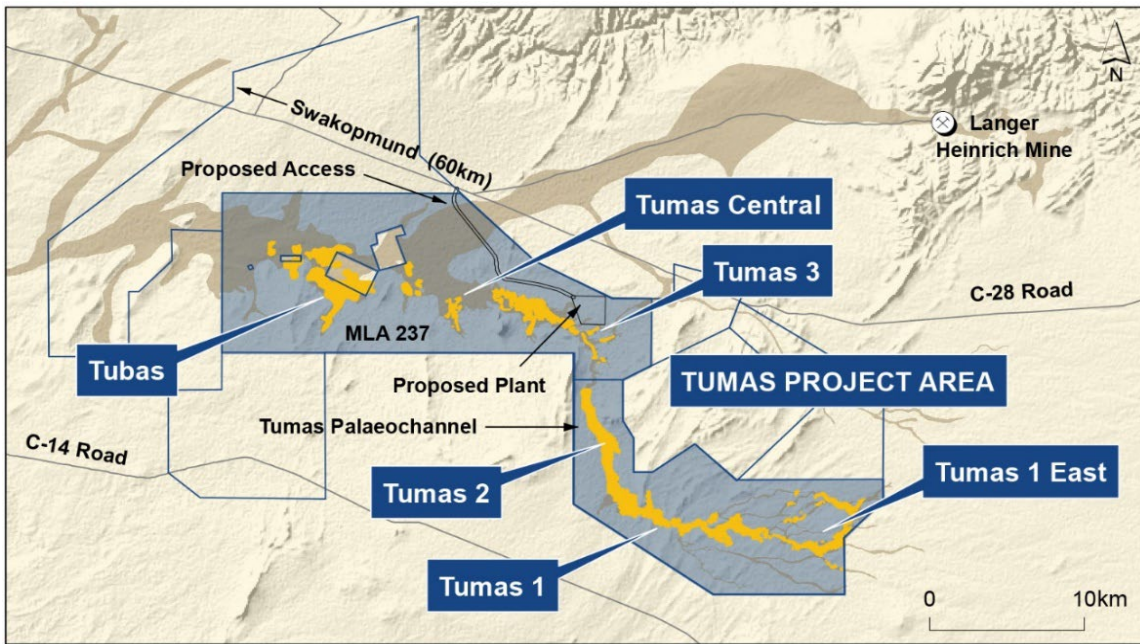 N
Langer
Heinrich Mine
Swakopmund (60km)
Proposed Access
Tumas Central
Tumas 3
C-28 Road
MLA 237
Tubas
Proposed Plant
TUMAS PROJECT AREA
Tumas Palaeochannel
C-14 Road
Tumas 2
Tumas 1 East
Tumas 1
0 10km